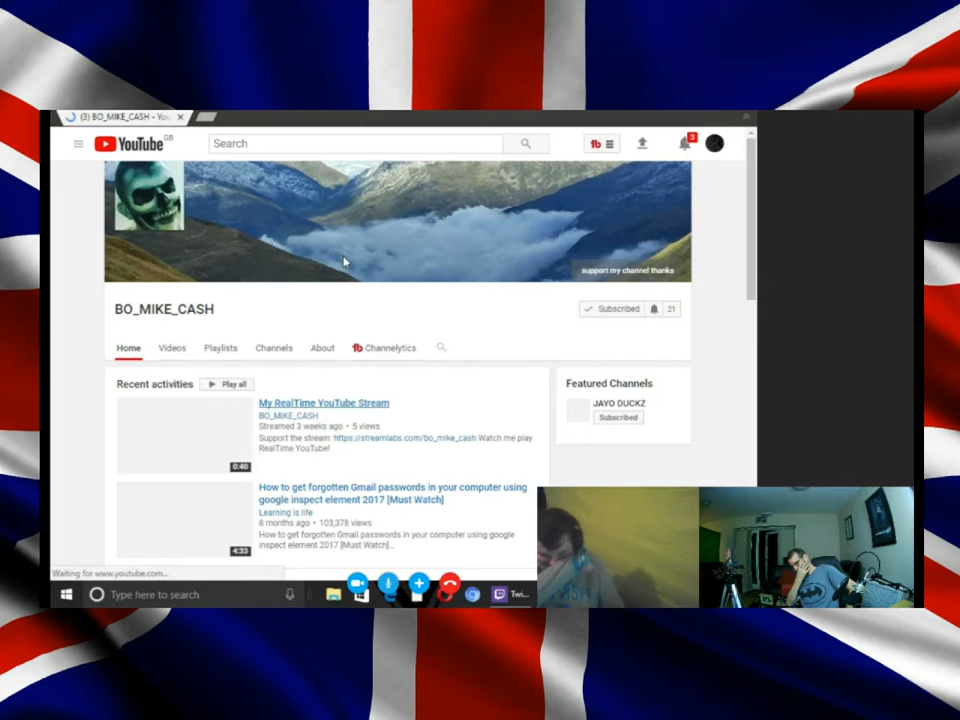 (3) BO_MIKE_CASH - You
YouTube GB
Search
3
support my channel thanks
BO_MIKE_CASH
Subscribed 21
Home Videos Playlists Channels About Channelytics
Recent activities Play all
My RealTime YouTube Stream
BO_MIKE_CASH
Streamed 3 weeks ago • 5 views
Support the stream: https://streamlabs.com/bo_mike_cash Watch me play
RealTime YouTube!
0:40
How to get forgotten Gmail passwords in your computer using
google inspect element 2017 [Must Watch]
Learning is life
8 months ago • 103,378 views
How to get forgotten Gmail passwords in your computer using google
inspect element 2017 [Must Watch]...
4:33
Featured Channels
JAYO DUCKZ
Subscribed
Waiting for www.youtube.com...
Type here to search
Twi...